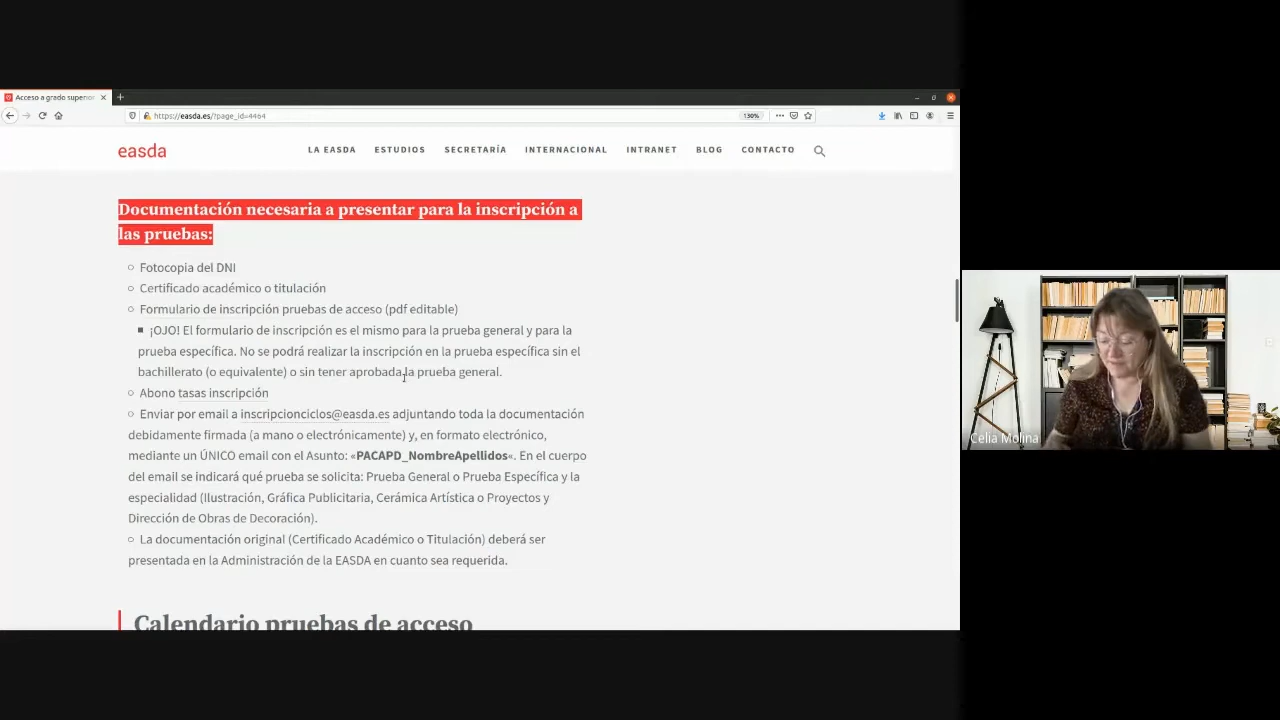 Acceso a grado superior
https://easda.es/?page_id=4464
130%
easda
LA EASDA ESTUDIOS SECRETARÍA INTERNACIONAL INTRANET BLOG CONTACTO
Documentación necesaria a presentar para la inscripción a
las pruebas:
Fotocopia del DNI
Certificado académico o titulación
Formulario de inscripción pruebas de acceso (pdf editable)
¡OJO! El formulario de inscripción es el mismo para la prueba general y para la
prueba específica. No se podrá realizar la inscripción en la prueba específica sin el
bachillerato (o equivalente) o sin tener aprobada la prueba general.
Abono tasas inscripción
Enviar por email a inscripcionciclos@easda.es adjuntando toda la documentación
debidamente firmada (a mano o electrónicamente) y, en formato electrónico,
mediante un ÚNICO email con el Asunto: «PACAPD_NombreApellidos«. En el cuerpo
del email se indicará qué prueba se solicita: Prueba General o Prueba Específica y la
especialidad (Ilustración, Gráfica Publicitaria, Cerámica Artística o Proyectos y
Dirección de Obras de Decoración).
La documentación original (Certificado Académico o Titulación) deberá ser
presentada en la Administración de la EASDA en cuanto sea requerida.
Calendario pruebas de acceso
Celia Molina